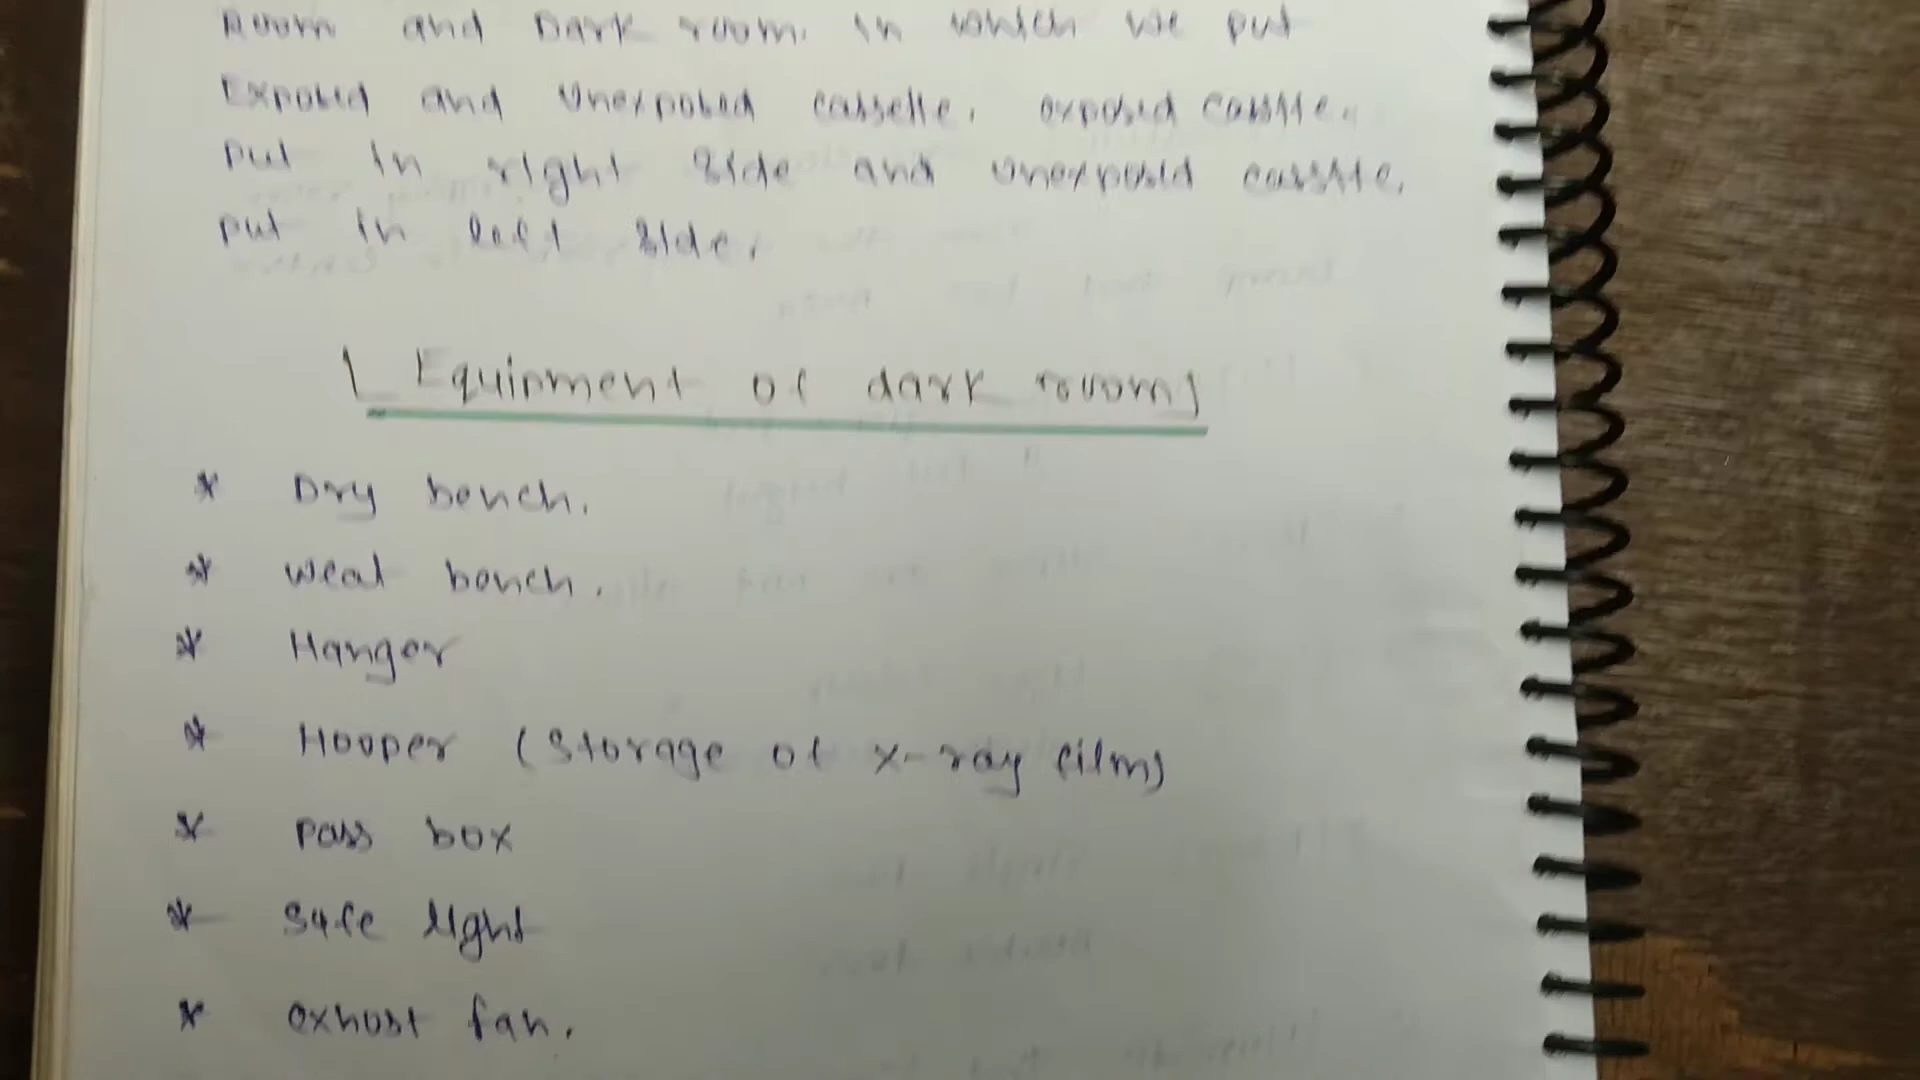 Room and Dark room. in which we put
Exposed and Unexposed cassette. exposed casstte.
put in right side and unexposed casstte.
put in left side.
[ Equipment of dark room ]
* Dry bench.
* weat bench.
* Hanger
* Hooper (storage of x-ray film)
* pass box
* safe light
* exhost fan.